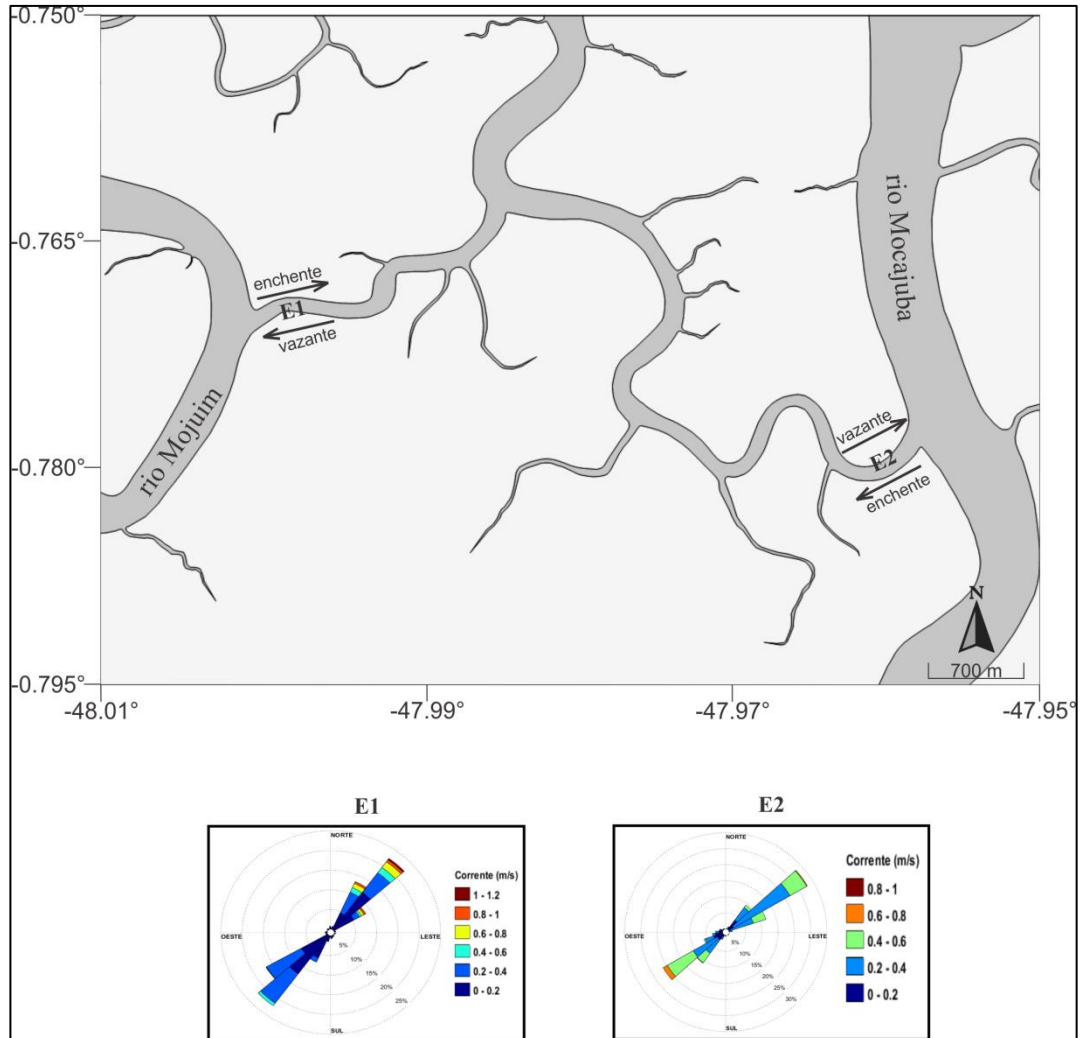 -0.750°
-0.765°
-0.780°
-0.795°
-48.01°
-47.99°
-47.97°
-47.95°
enchente
E1
vazante
rio Mojuim
rio Mocajuba
vazante
E2
enchente
N
700 m
E1
NORTE
OESTE
LESTE
SUL
5%
10%
15%
20%
25%
Corrente (m/s)
1 - 1.2
0.8 - 1
0.6 - 0.8
0.4 - 0.6
0.2 - 0.4
0 - 0.2
E2
NORTE
OESTE
LESTE
SUL
5%
10%
15%
20%
25%
30%
Corrente (m/s)
0.8 - 1
0.6 - 0.8
0.4 - 0.6
0.2 - 0.4
0 - 0.2